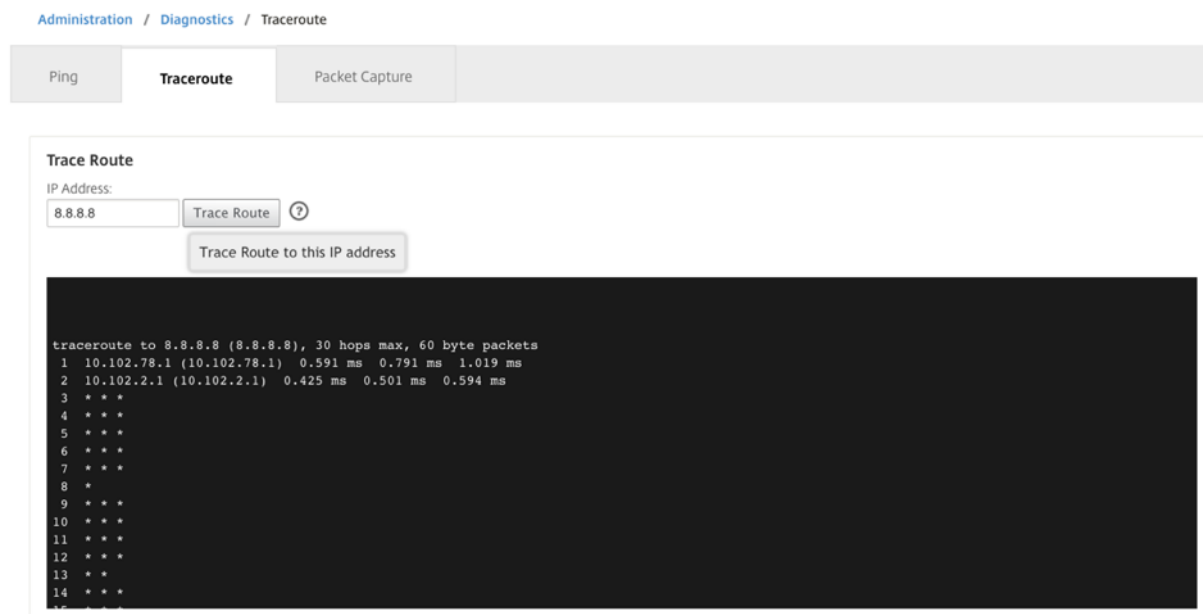 Administration / Diagnostics / Traceroute
Ping Traceroute Packet Capture
Trace Route
IP Address:
8.8.8.8 Trace Route ?
Trace Route to this IP address
traceroute to 8.8.8.8 (8.8.8.8), 30 hops max, 60 byte packets
1 10.102.78.1 (10.102.78.1) 0.591 ms 0.791 ms 1.019 ms
2 10.102.2.1 (10.102.2.1) 0.425 ms 0.501 ms 0.594 ms
3 * * *
4 * * *
5 * * *
6 * * *
7 * * *
8 *
9 * * *
10 * * *
11 * * *
12 * * *
13 * *
14 * * *
15 * * *